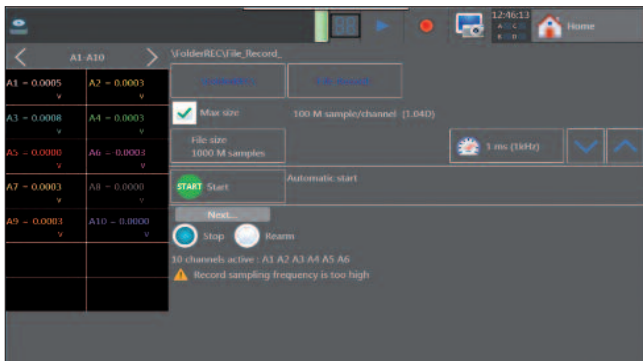 12:46:13
A C
B D
Home
A1-A10
\FolderREC\File_Record_
A1 = 0.0005
V
A2 = 0.0003
V
Max size
100 M sample/channel (1.04D)
A3 = 0.0008
V
A4 = 0.0003
V
File size
1000 M samples
1 ms (1kHz)
A5 = 0.0000
V
A6 = 0.0003
V
START Start
Automatic start
A7 = 0.0003
V
A8 = 0.0000
V
Next...
A9 = 0.0003
V
A10 = 0.0000
V
Stop
Rearm
10 channels active : A1 A2 A3 A4 A5 A6
Record sampling frequency is too high